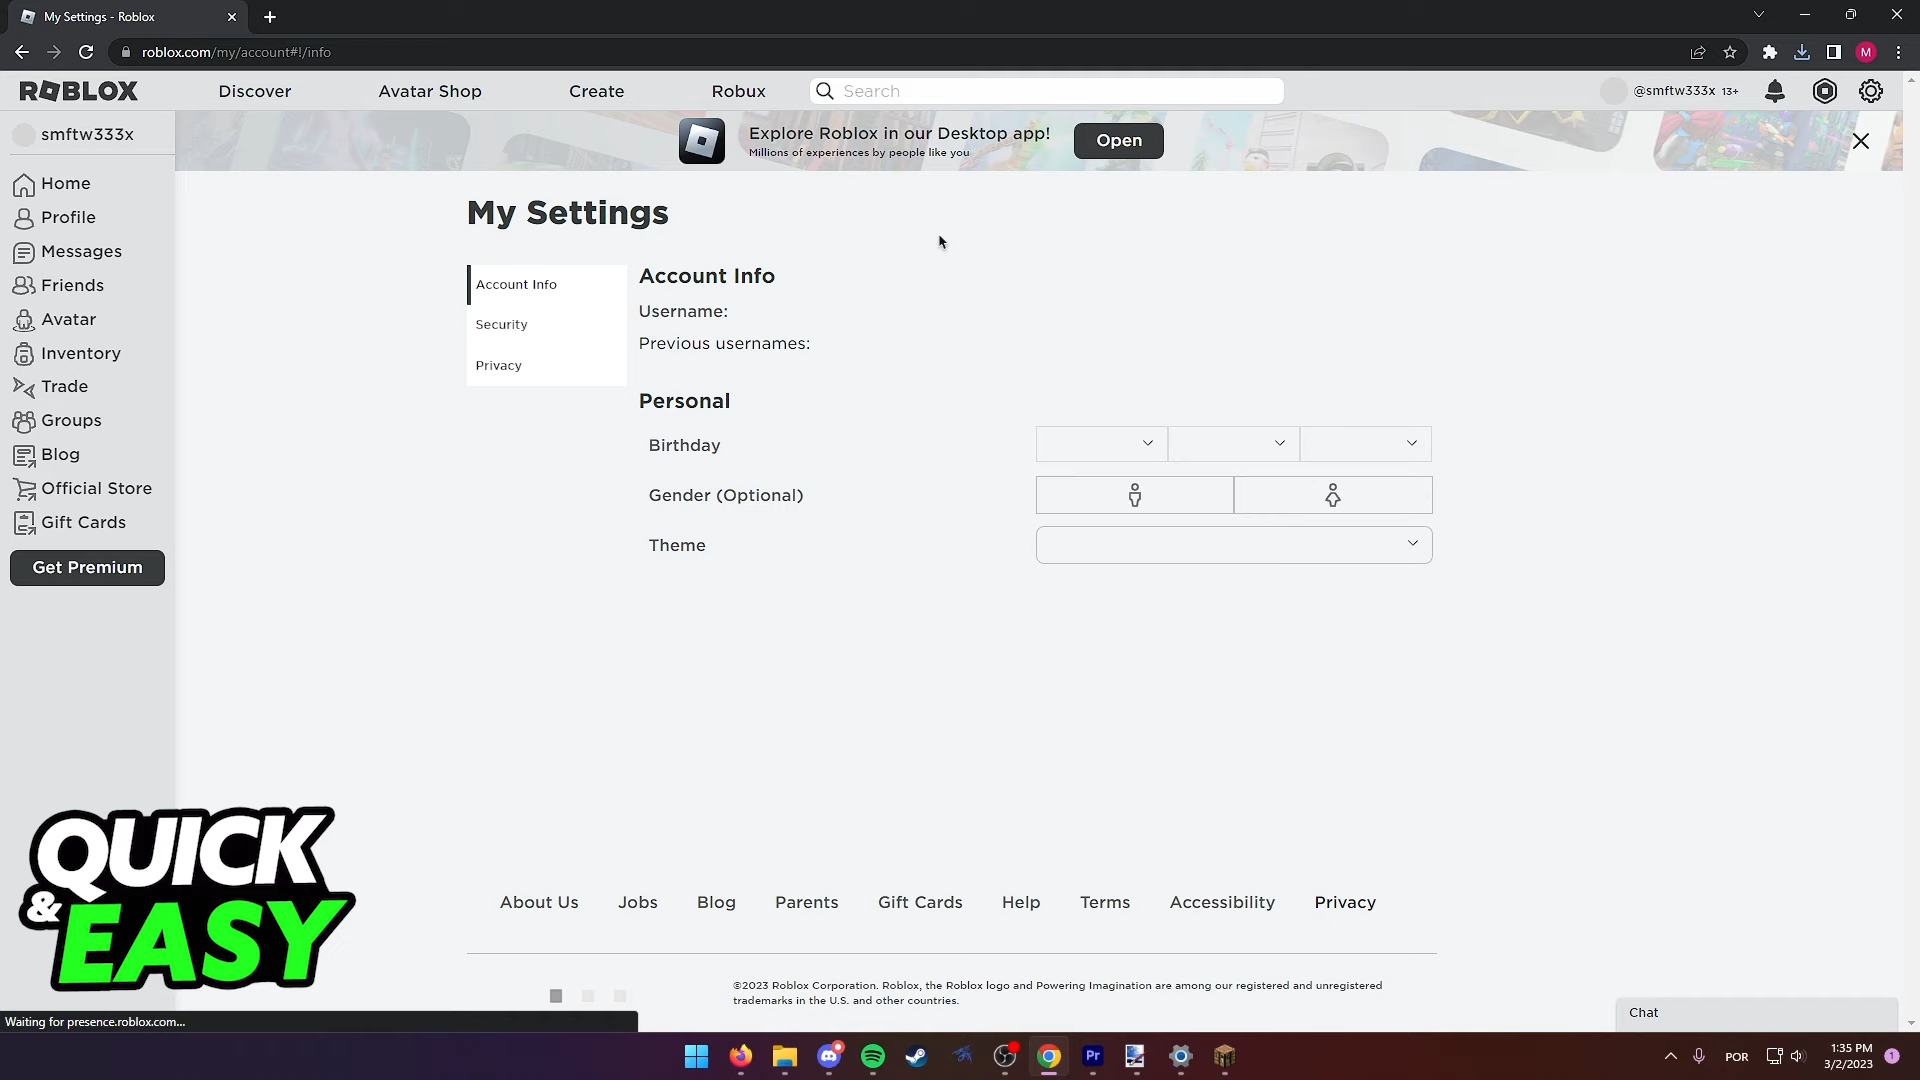 My Settings - Roblox
roblox.com/my/account#!/info
M
ROBLOX
Discover
Avatar Shop
Create
Robux
Search
@smftw333x 13+
smftw333x
Explore Roblox in our Desktop app!
Millions of experiences by people like you
Open
Home
Profile
Messages
Friends
Avatar
Inventory
Trade
Groups
Blog
Official Store
Gift Cards
Get Premium
My Settings
Account Info
Security
Privacy
Account Info
Username:
Previous usernames:
Personal
Birthday
Gender (Optional)
Theme
QUICK
& EASY
About Us
Jobs
Blog
Parents
Gift Cards
Help
Terms
Accessibility
Privacy
©2023 Roblox Corporation. Roblox, the Roblox logo and Powering Imagination are among our registered and unregistered
trademarks in the U.S. and other countries.
Chat
Waiting for presence.roblox.com...
Pr
POR
1:35 PM
3/2/2023
1